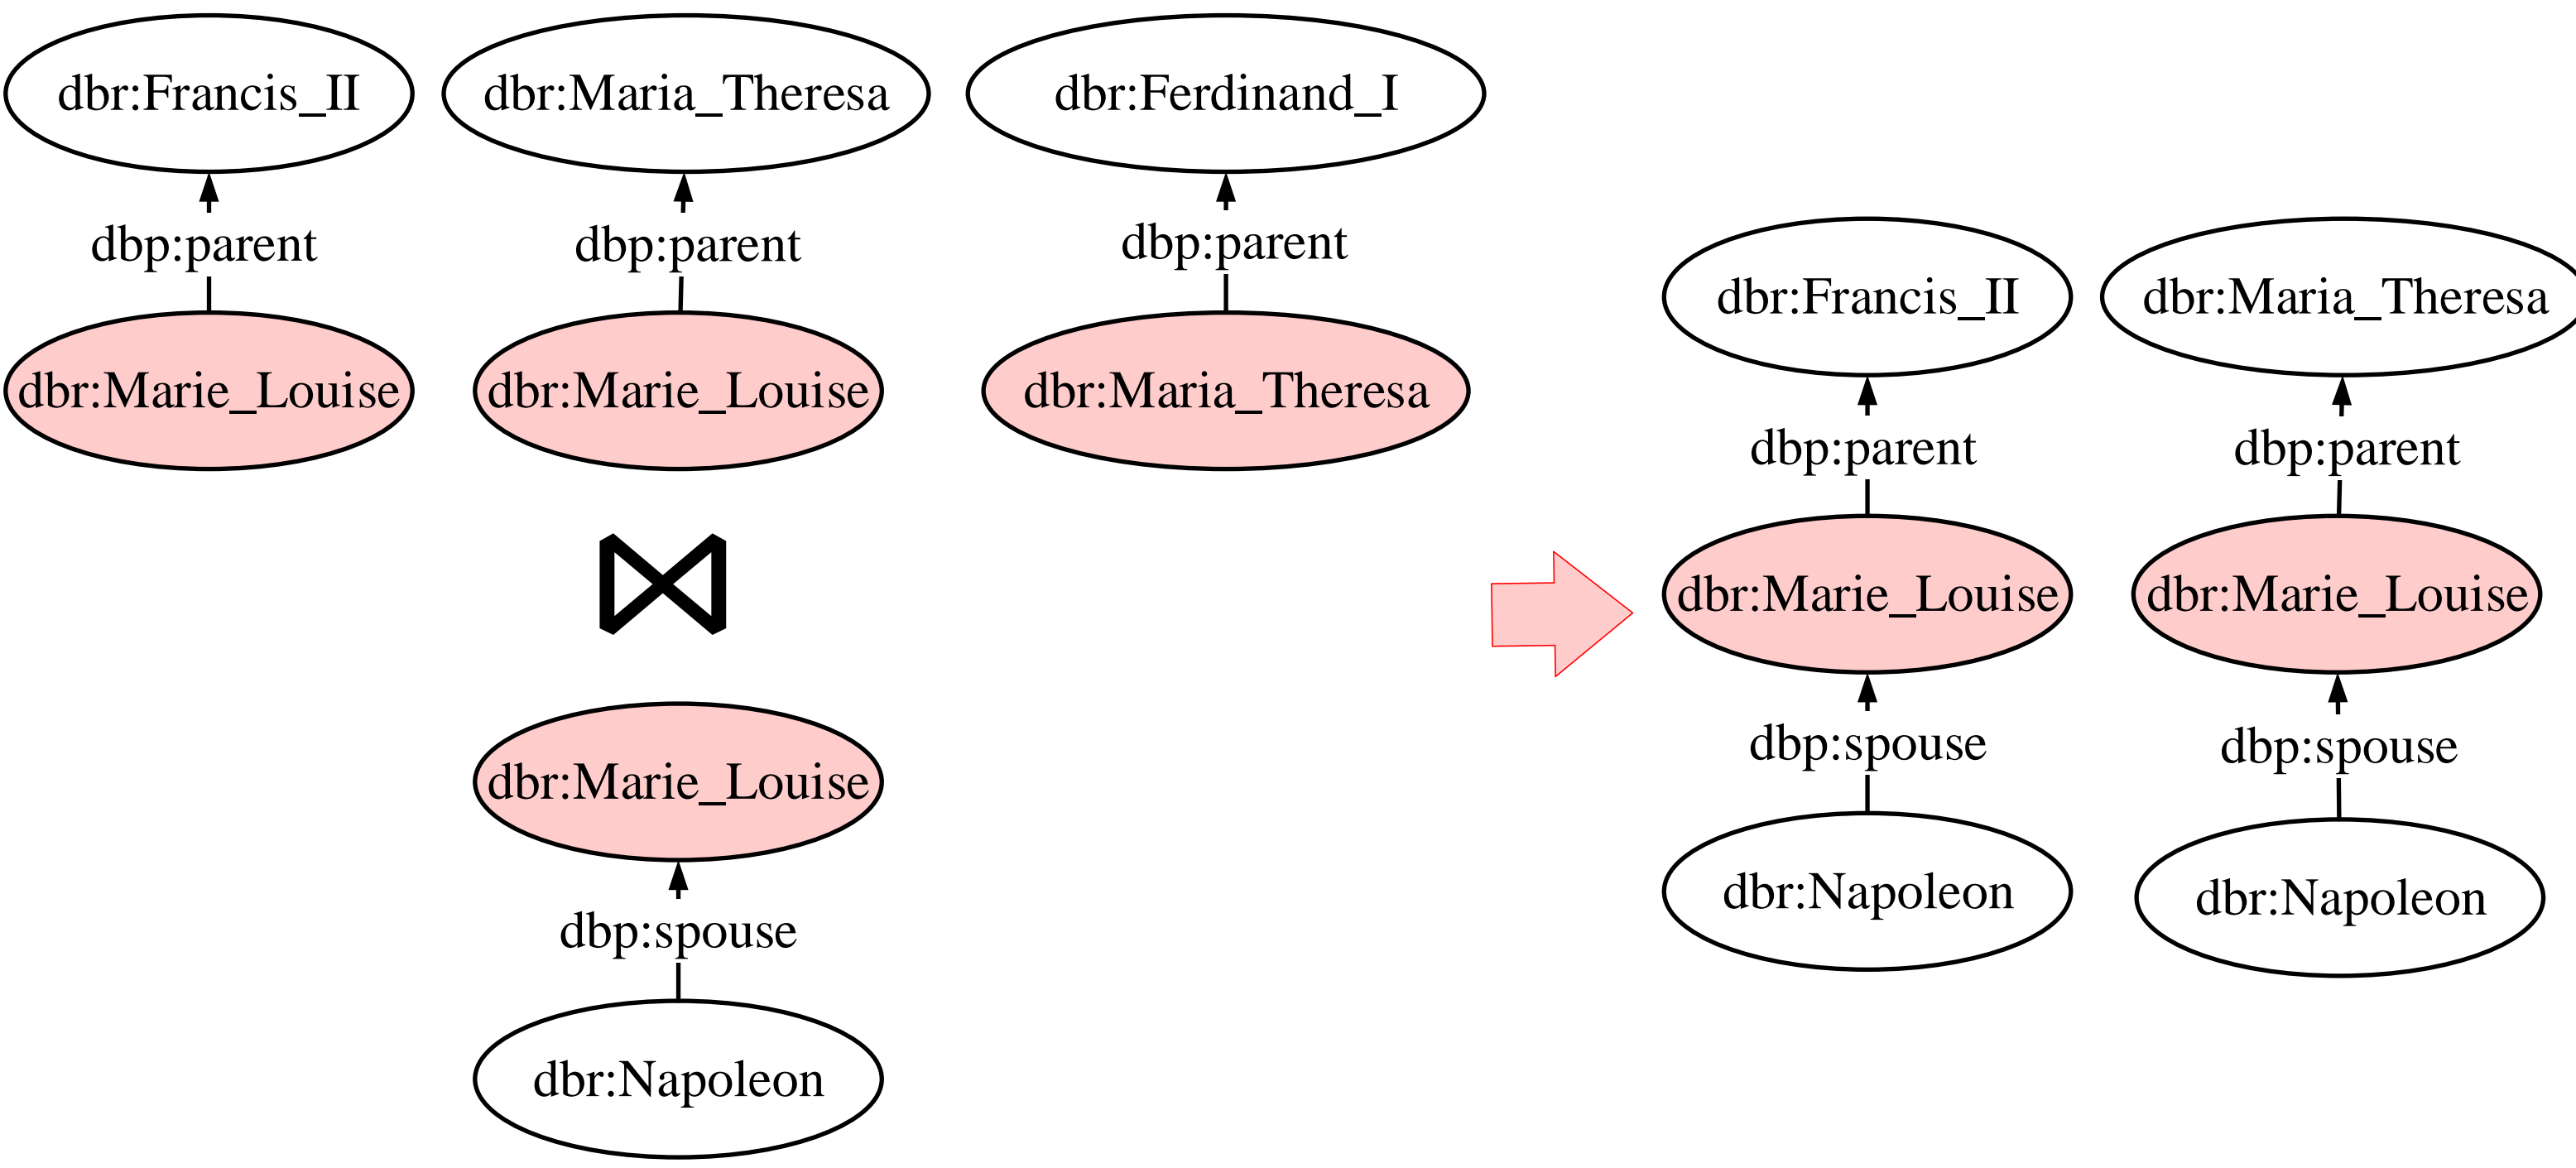 dbr:Francis_II
dbr:Maria_Theresa
dbr:Ferdinand_I
dbp:parent
dbp:parent
dbp:parent
dbr:Marie_Louise
dbr:Marie_Louise
dbr:Maria_Theresa
dbr:Marie_Louise
dbp:spouse
dbr:Napoleon
dbr:Francis_II
dbr:Maria_Theresa
dbp:parent
dbp:parent
dbr:Marie_Louise
dbr:Marie_Louise
dbp:spouse
dbp:spouse
dbr:Napoleon
dbr:Napoleon